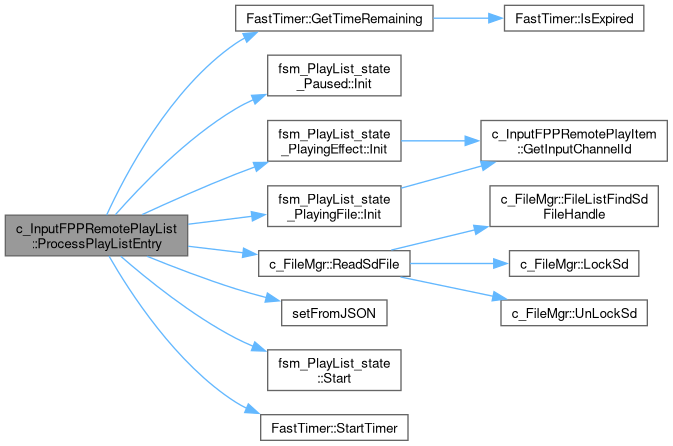 FastTimer::GetTimeRemaining
FastTimer::IsExpired
fsm_PlayList_state
_Paused::Init
fsm_PlayList_state
_PlayingEffect::Init
c_InputFPPRemotePlayItem
::GetInputChannelId
fsm_PlayList_state
_PlayingFile::Init
c_FileMgr::FileListFindSd
FileHandle
c_InputFPPRemotePlayList
::ProcessPlayListEntry
c_FileMgr::ReadSdFile
c_FileMgr::LockSd
setFromJSON
c_FileMgr::UnLockSd
fsm_PlayList_state
::Start
FastTimer::StartTimer